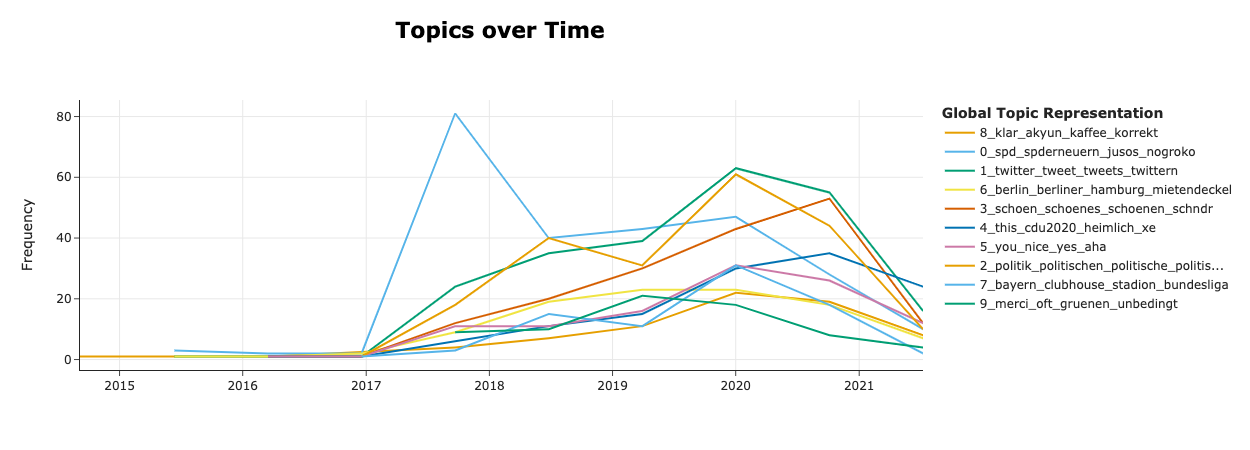 Topics over Time
Global Topic Representation
8_klar_akyun_kaffee_korrekt
0_spd_spderneuern_jusos_nogroko
1_twitter_tweet_tweets_twittern
6_berlin_berliner_hamburg_mietendeckel
3_schoen_schoenes_schoenen_schndr
4_this_cdu2020_heimlich_xe
5_you_nice_yes_aha
2_politik_politischen_politische_politis...
7_bayern_clubhouse_stadion_bundesliga
9_merci_oft_gruenen_unbedingt
Frequency
80
60
40
20
0
2015 2016 2017 2018 2019 2020 2021